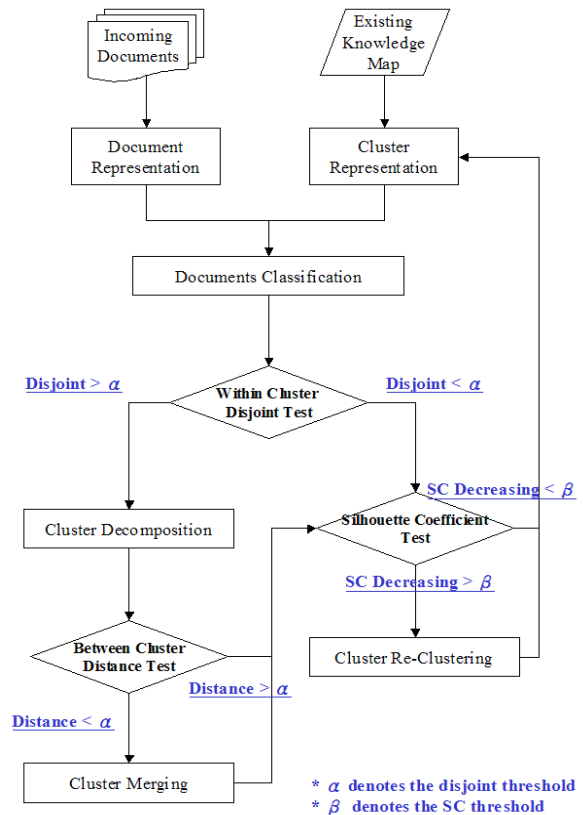 Incoming
Documents
Existing
Knowledge
Map
Document
Representation
Cluster
Representation
Documents Classification
Disjoint > α
Disjoint < α
Within Cluster
Disjoint Test
SC Decreasing < β
Cluster Decomposition
Silhouette Coefficient
Test
SC Decreasing > β
Between Cluster
Distance Test
Cluster Re-Clustering
Distance > α
Distance < α
Cluster Merging
* α denotes the disjoint threshold
* β denotes the SC threshold